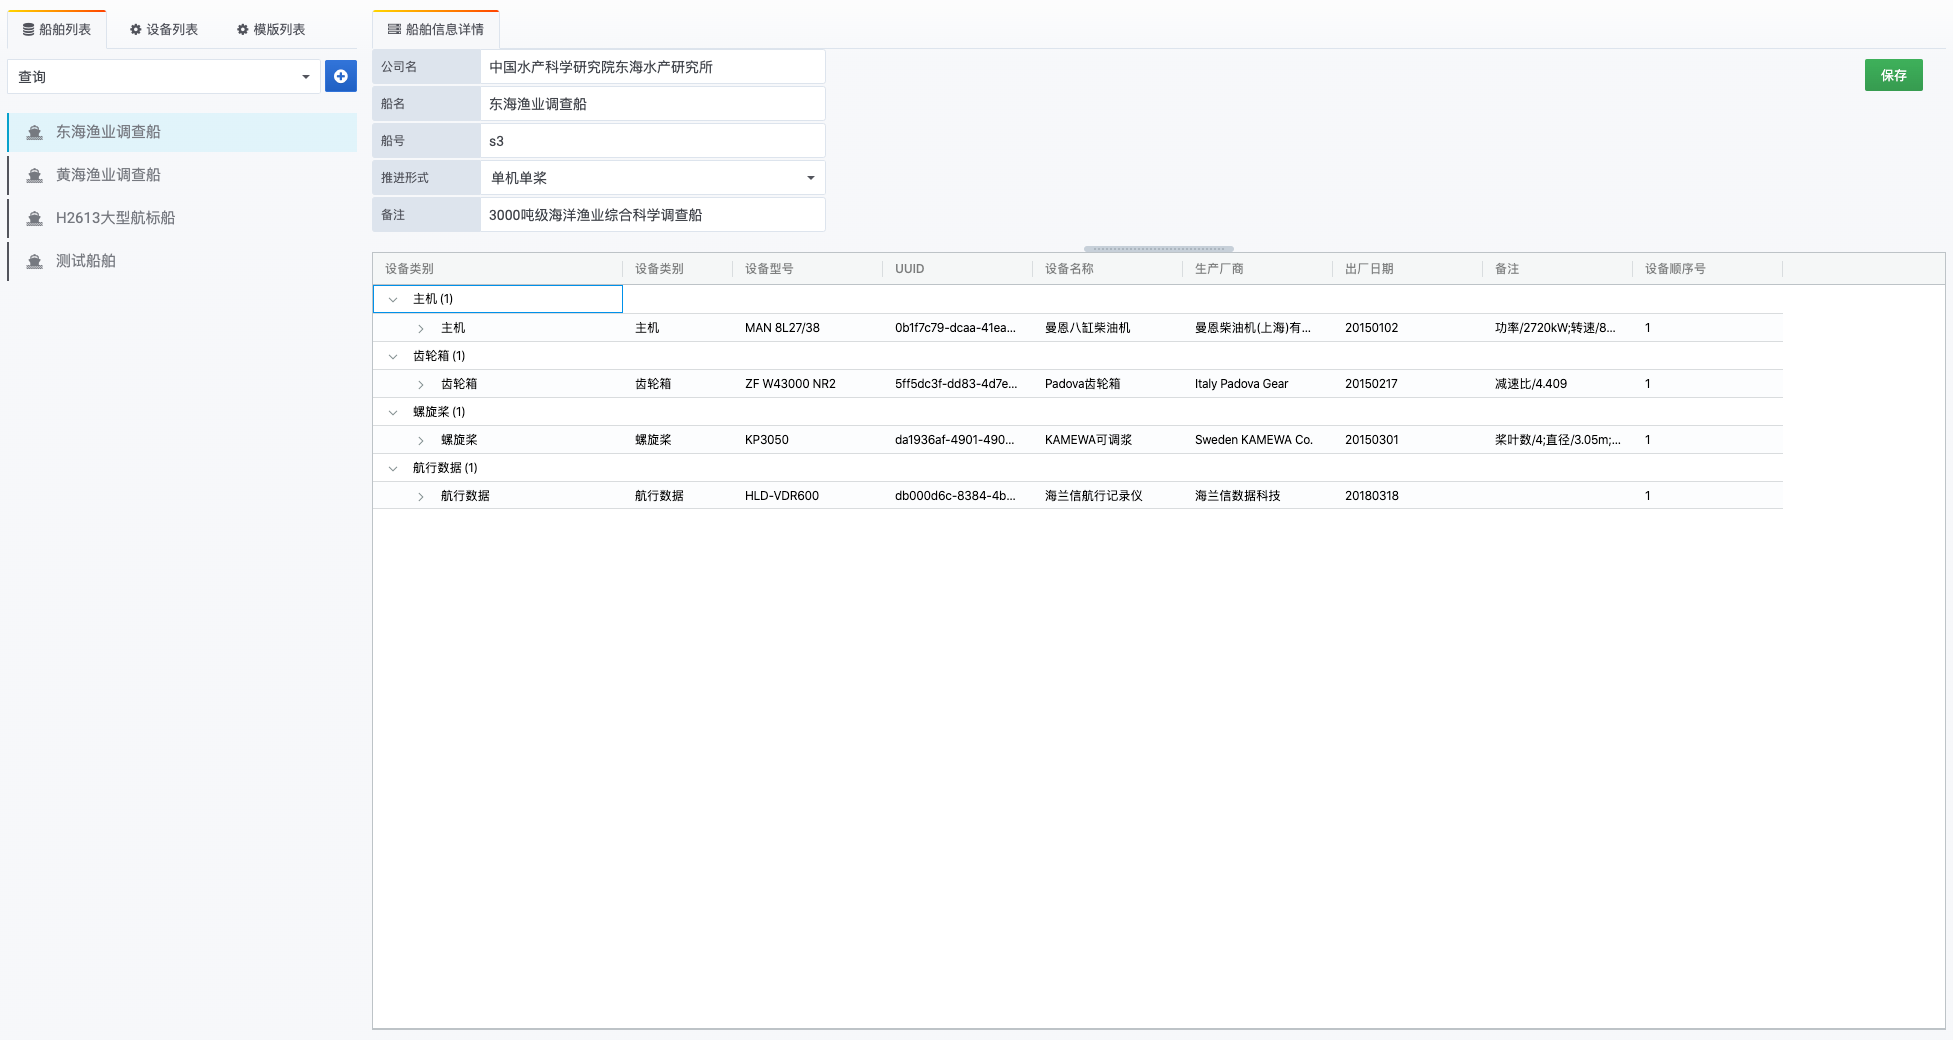 船舶列表 设备列表 模版列表
查询
东海渔业调查船
黄海渔业调查船
H2613大型航标船
测试船舶
船舶信息详情
公司名 中国水产科学研究院东海水产研究所
保存
船名 东海渔业调查船
船号 s3
推进形式 单机单桨
备注 3000吨级海洋渔业综合科学调查船
设备类别 设备类别 设备型号 UUID 设备名称 生产厂商 出厂日期 备注 设备顺序号
主机 (1)
主机 主机 MAN 8L27/38 0b1f7c79-dcaa-41ea... 曼恩八缸柴油机 曼恩柴油机(上海)有... 20150102 功率/2720kW;转速/8... 1
齿轮箱 (1)
齿轮箱 齿轮箱 ZF W43000 NR2 5ff5dc3f-dd83-4d7e... Padova齿轮箱 Italy Padova Gear 20150217 减速比/4.409 1
螺旋桨 (1)
螺旋桨 螺旋桨 KP3050 da1936af-4901-490... KAMEWA可调浆 Sweden KAMEWA Co. 20150301 桨叶数/4;直径/3.05m;... 1
航行数据 (1)
航行数据 航行数据 HLD-VDR600 db000d6c-8384-4b... 海兰信航行记录仪 海兰信数据科技 20180318 1